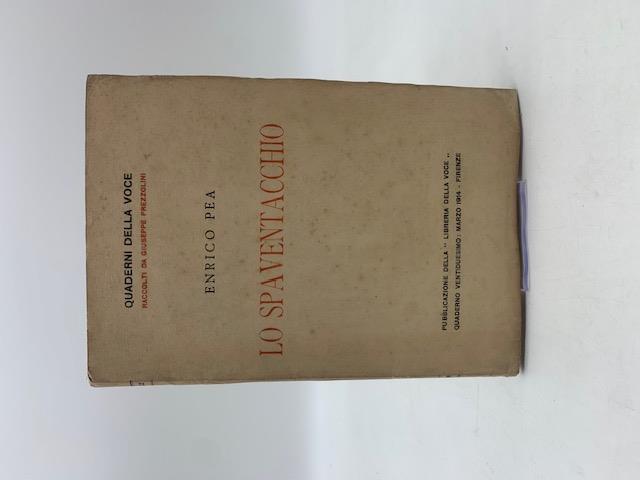 QUADERNI DELLA VOCE
RACCOLTI DA GIUSEPPE PREZZOLINI
ENRICO PEA
LO SPAVENTACCHIO
PUBBLICAZIONE DELLA " LIBRERIA DELLA VOCE "
QUADERNO VENTIDUESIMO: MARZO 1914 - FIRENZE